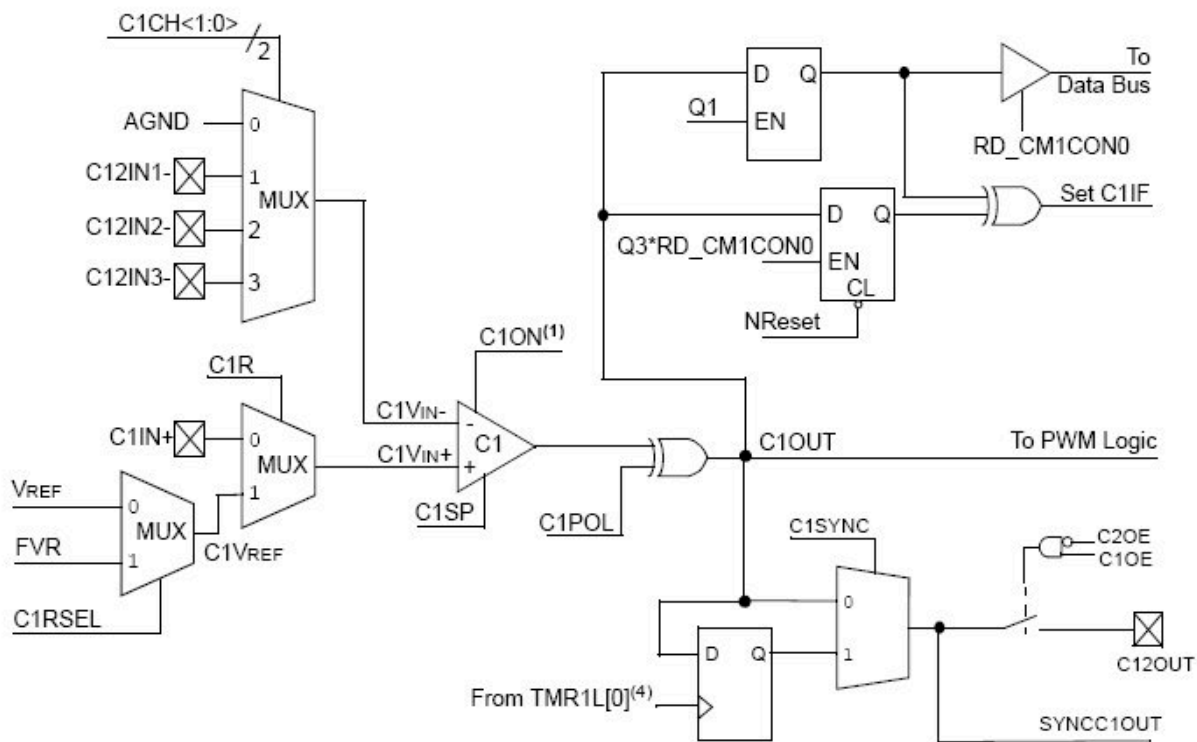 C1CH<1:0>
2
AGND
0
C12IN1-
1
MUX
C12IN2-
2
C12IN3-
3
D Q
Q1
EN
To
Data Bus
RD_CM1CON0
D Q
Q3*RD_CM1CON0
EN
CL
NReset
Set C1IF
C1R
C1IN+
0
MUX
1
VREF
0
MUX
FVR
1
C1VREF
C1RSEL
C1ON(1)
C1VIN-
-
C1
C1VIN+
+
C1SP
C1POL
C1OUT
To PWM Logic
C1SYNC
0
1
D Q
From TMR1L[0](4)
C2OE
C1OE
C12OUT
SYNCC1OUT